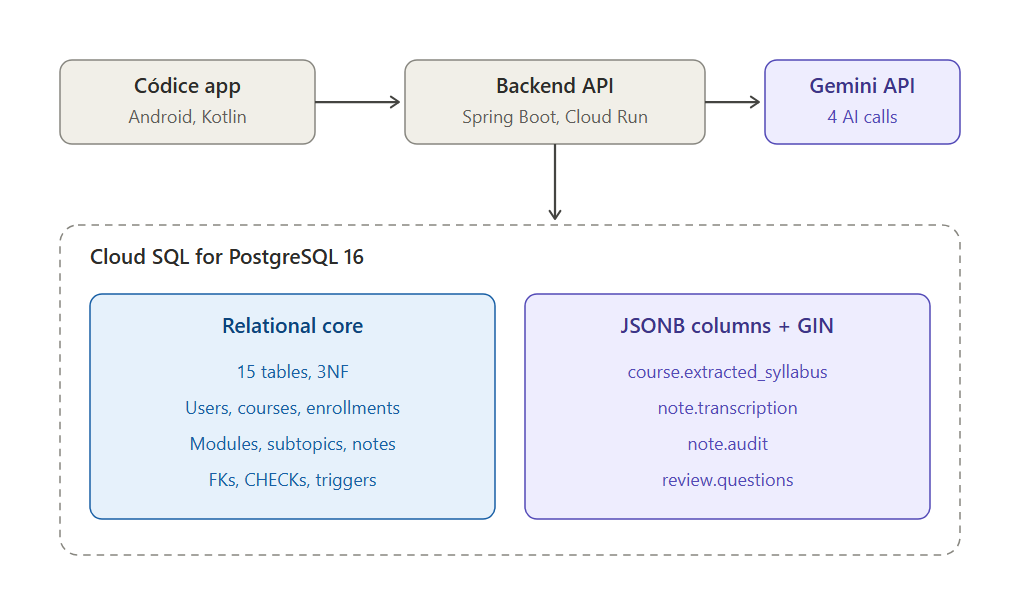 Códice app
Android, Kotlin
Backend API
Spring Boot, Cloud Run
Gemini API
4 AI calls
Cloud SQL for PostgreSQL 16
Relational core
15 tables, 3NF
Users, courses, enrollments
Modules, subtopics, notes
FKs, CHECKs, triggers
JSONB columns + GIN
course.extracted_syllabus
note.transcription
note.audit
review.questions